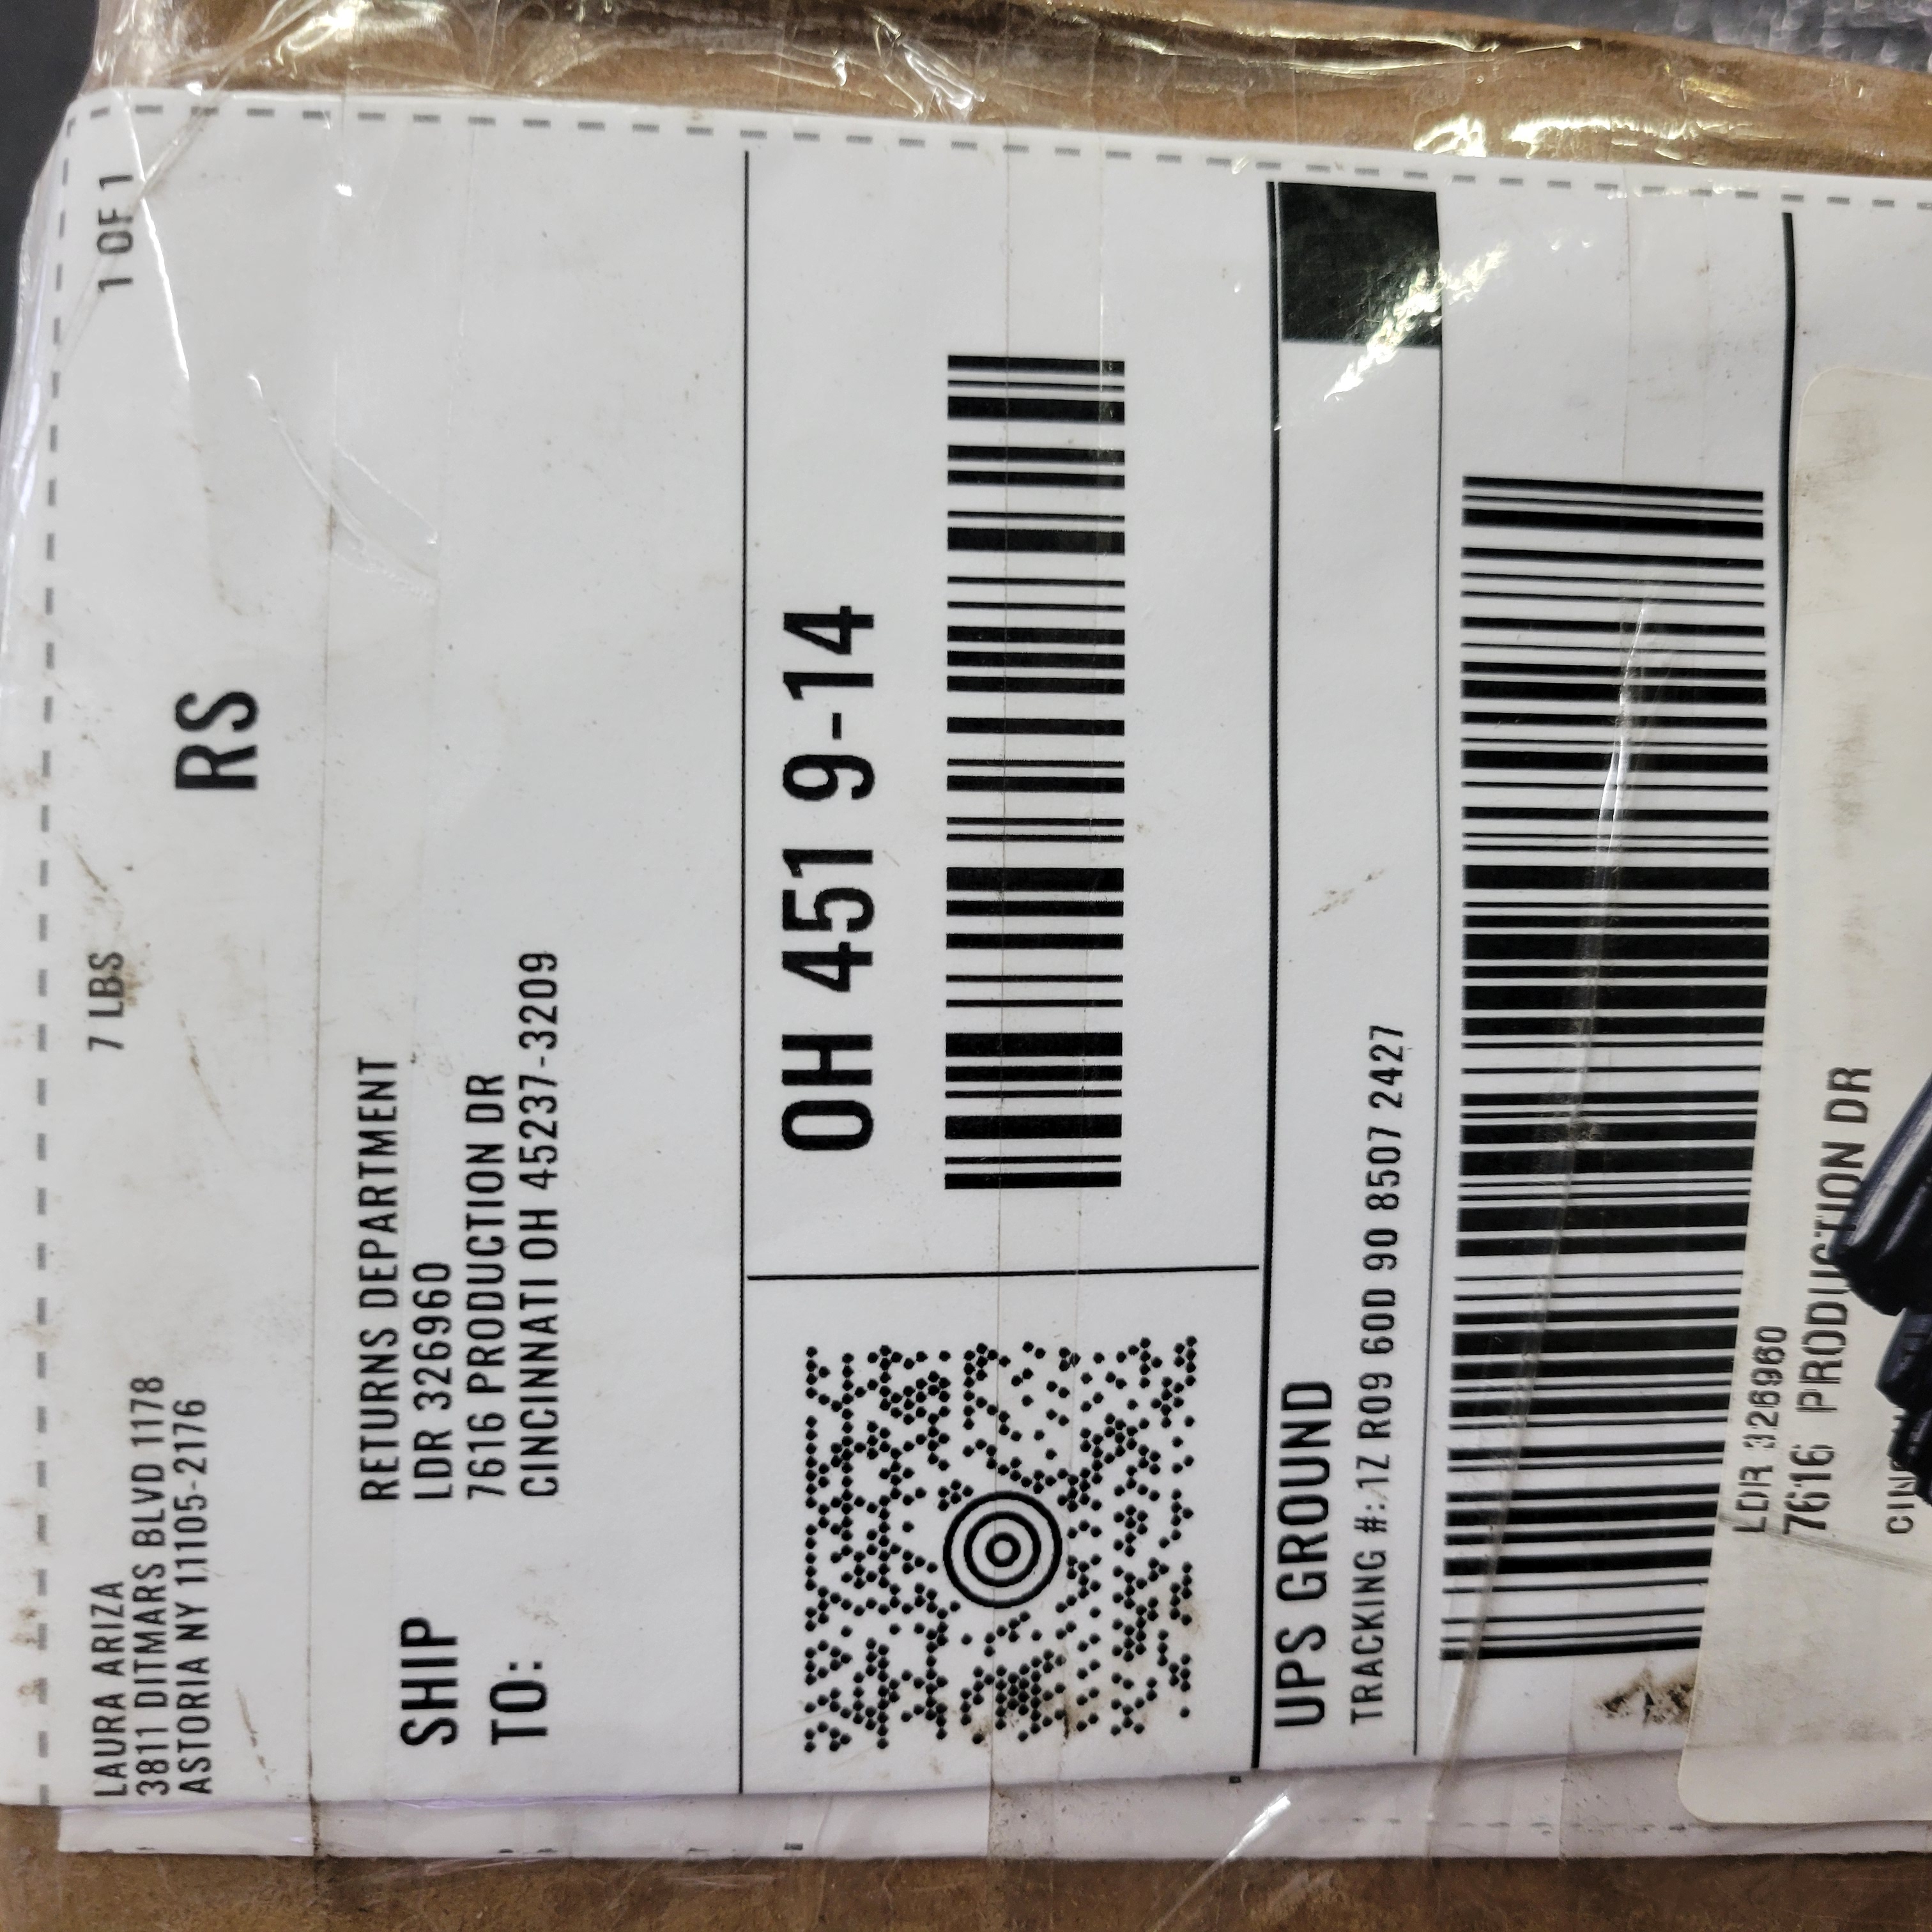 LAURA ARIZA
3811 DITMARS BLVD 1178
ASTORIA NY 11105-2176
7 LBS
1 OF 1
RS
SHIP
TO:
RETURNS DEPARTMENT
LDR 326960
7616 PRODUCTION DR
CINCINNATI OH 45237-3209
OH 451 9-14
UPS GROUND
TRACKING #: 1Z R09 60D 90 8507 2427
LDR 326960
7616 PRODUCTION DR